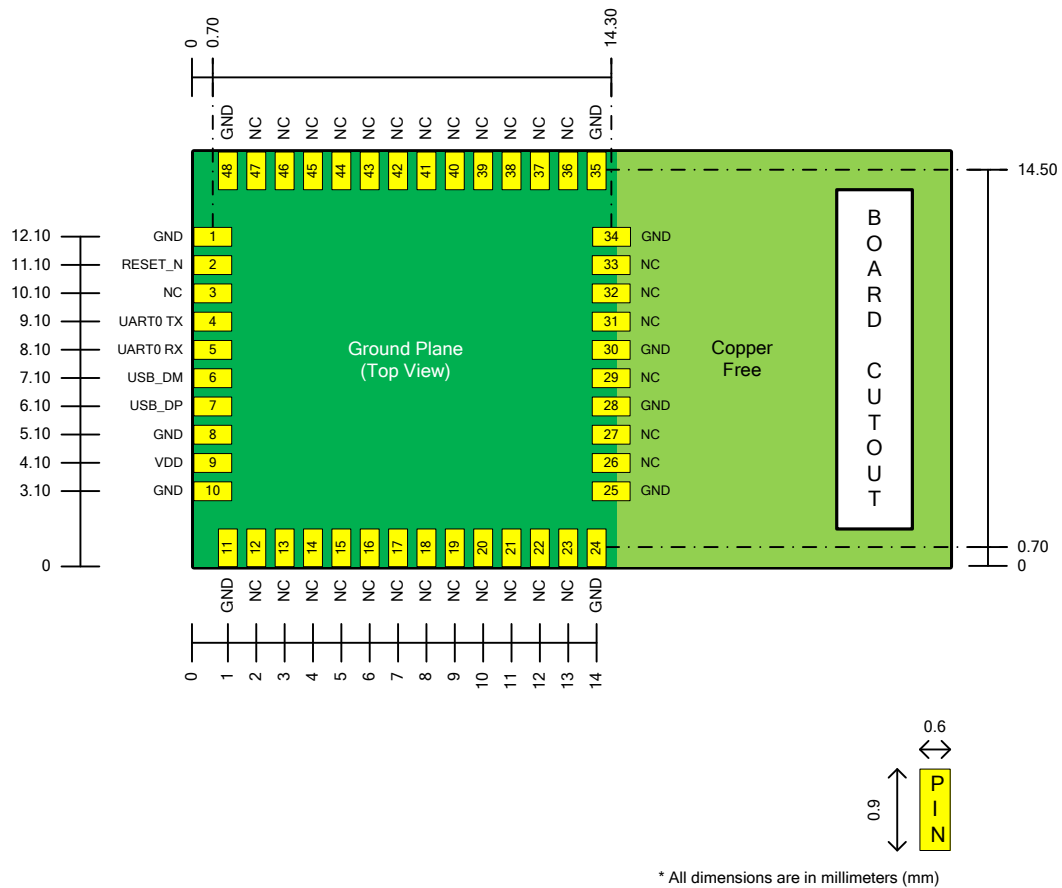 0
0.70
14.30
GND
NC
NC
NC
NC
NC
NC
NC
NC
NC
NC
NC
NC
GND
48
47
46
45
44
43
42
41
40
39
38
37
36
35
14.50
12.10
GND
1
34
GND
11.10
RESET_N
2
33
NC
10.10
NC
3
32
NC
9.10
UART0 TX
4
31
NC
8.10
UART0 RX
5
30
GND
7.10
USB_DM
6
29
NC
6.10
USB_DP
7
28
GND
5.10
GND
8
27
NC
4.10
VDD
9
26
NC
3.10
GND
10
25
GND
0
Ground Plane
(Top View)
Copper
Free
BOARD CUTOUT
11
12
13
14
15
16
17
18
19
20
21
22
23
24
0.70
0
GND
NC
NC
NC
NC
NC
NC
NC
NC
NC
NC
NC
NC
GND
0
1
2
3
4
5
6
7
8
9
10
11
12
13
14
0.6
0.9
PIN
* All dimensions are in millimeters (mm)